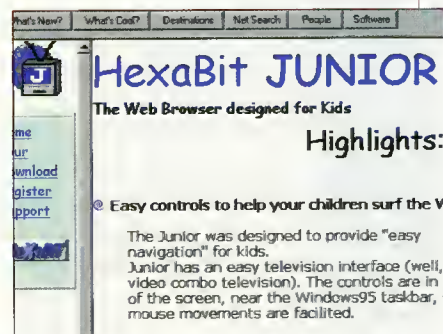 hat's New? What's Cool? Destinations Net Search People Software
J
HexaBit JUNIOR
The Web Browser designed for Kids
Highlights:
me
ur
wnload
gister
pport
Easy controls to help your children surf the W
The Junior was designed to provide "easy
navigation" for kids.
Junior has an easy television interface (well,
video combo television). The controls are in
of the screen, near the Windows95 taskbar,
mouse movements are facilited.